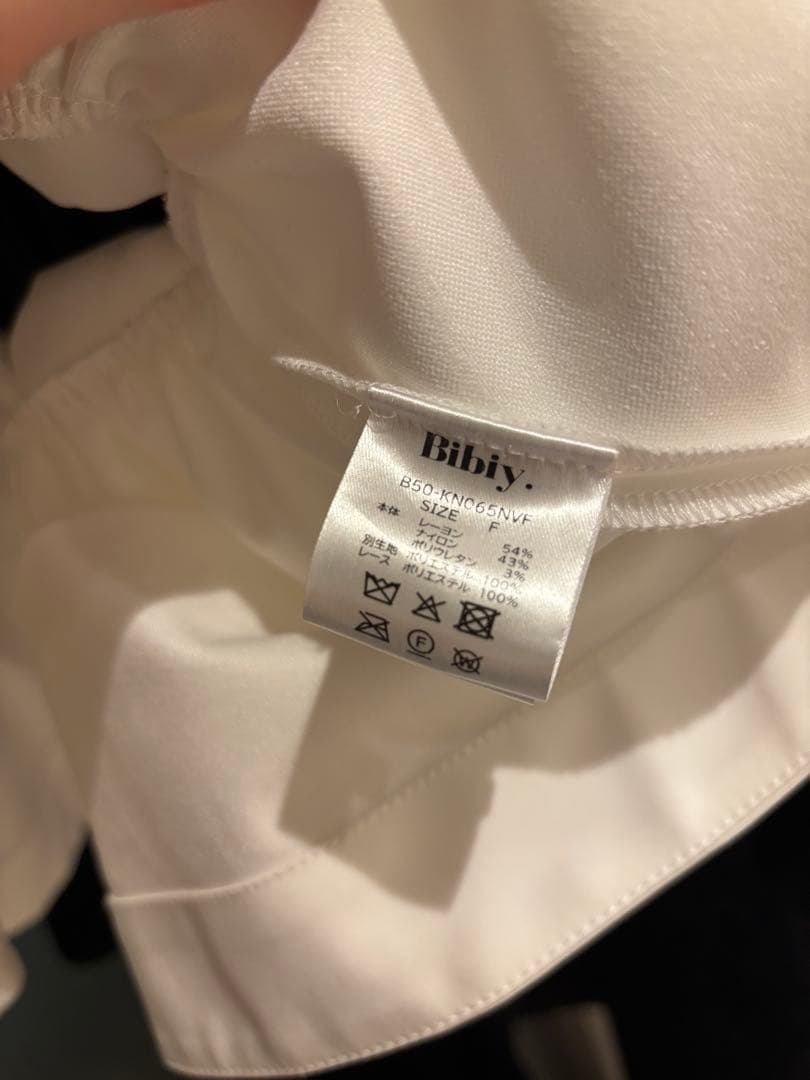 Bibiy.
B50-KN065NVF
SIZE F
本体 レーヨン 54%
ナイロン 43%
ポリウレタン 3%
別生地 ポリエステル 100%
レース ポリエステル 100%
F
W